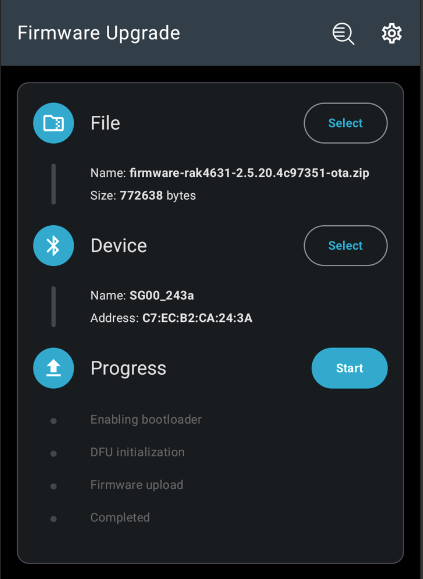 Firmware Upgrade
File
Select
Name: firmware-rak4631-2.5.20.4c97351-ota.zip
Size: 772638 bytes
Device
Select
Name: SG00_243a
Address: C7:EC:B2:CA:24:3A
Progress
Start
Enabling bootloader
DFU initialization
Firmware upload
Completed